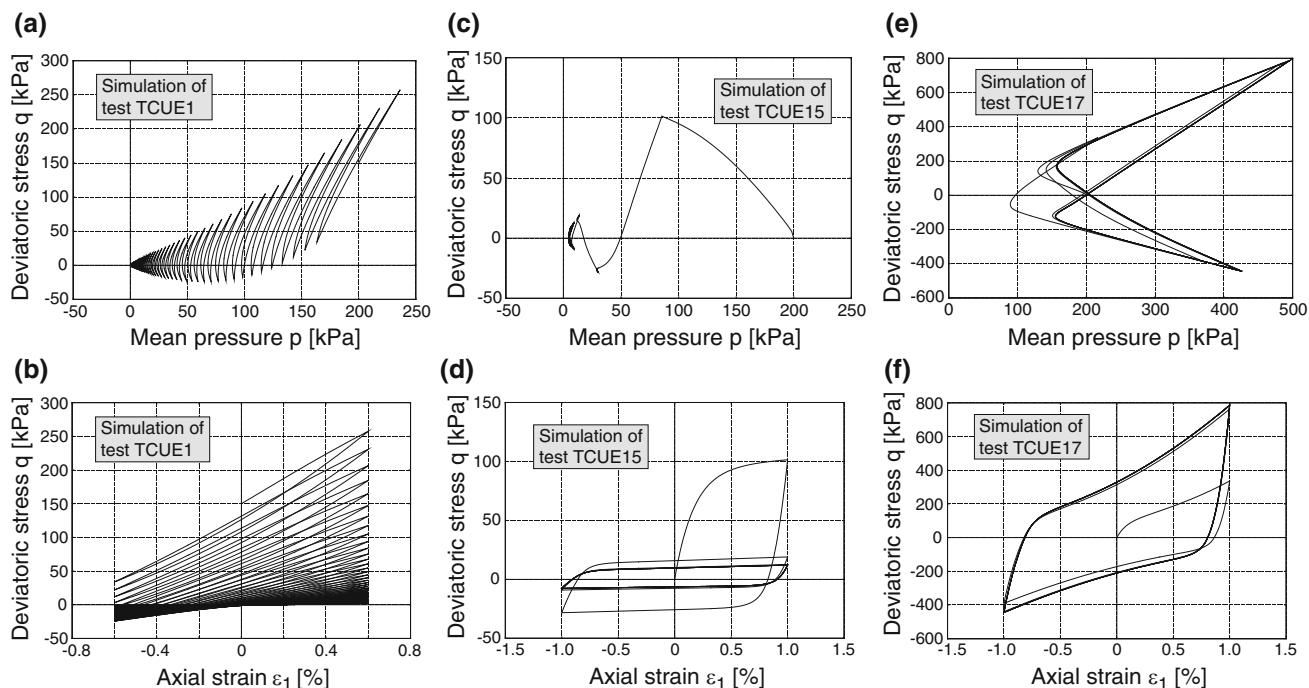 (a)
Deviatoric stress q [kPa]
300
250
200
150
100
50
0
-50
Simulation of
test TCUE1
-50 0 50 100 150 200 250
Mean pressure p [kPa]
(c)
Deviatoric stress q [kPa]
150
100
50
0
-50
Simulation of
test TCUE15
-50 0 50 100 150 200 250
Mean pressure p [kPa]
(e)
Deviatoric stress q [kPa]
800
600
400
200
0
-200
-400
-600
Simulation of
test TCUE17
0 100 200 300 400 500
Mean pressure p [kPa]
(b)
Deviatoric stress q [kPa]
300
250
200
150
100
50
0
-50
Simulation of
test TCUE1
-0.8 -0.4 0 0.4 0.8
Axial strain ε1 [%]
(d)
Deviatoric stress q [kPa]
150
100
50
0
-50
Simulation of
test TCUE15
-1.5 -1.0 -0.5 0 0.5 1.0 1.5
Axial strain ε1 [%]
(f)
Deviatoric stress q [kPa]
800
600
400
200
0
-200
-400
-600
Simulation of
test TCUE17
-1.5 -1.0 -0.5 0 0.5 1.0 1.5
Axial strain ε1 [%]